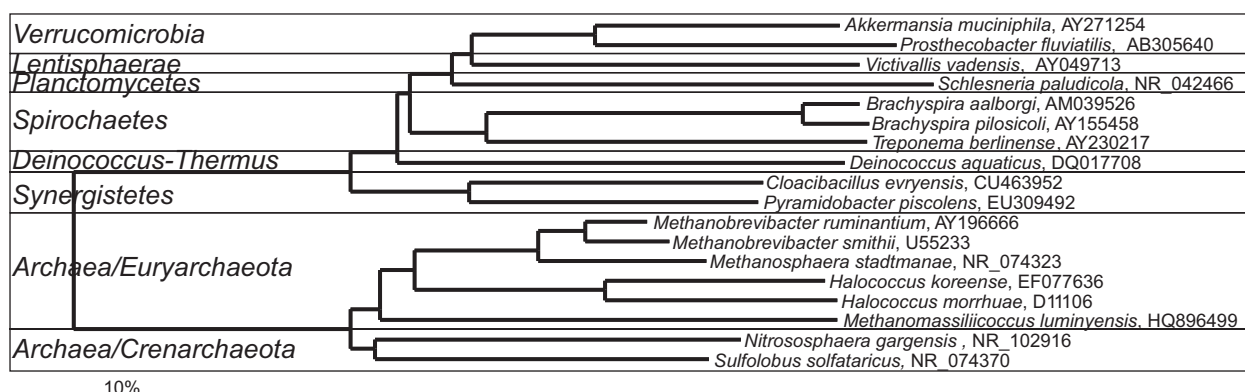 Verrucomicrobia
Akkermansia muciniphila, AY271254
Prosthecobacter fluviatilis, AB305640
Lentisphaerae
Victivallis vadensis, AY049713
Planctomycetes
Schlesneria paludicola, NR_042466
Spirochaetes
Brachyspira aalborgi, AM039526
Brachyspira pilosicoli, AY155458
Treponema berlinense, AY230217
Deinococcus-Thermus
Deinococcus aquaticus, DQ017708
Synergistetes
Cloacibacillus evryensis, CU463952
Pyramidobacter piscolens, EU309492
Archaea/Euryarchaeota
Methanobrevibacter ruminantium, AY196666
Methanobrevibacter smithii, U55233
Methanosphaera stadtmanae, NR_074323
Halococcus koreense, EF077636
Halococcus morrhuae, D11106
Methanomassiliicoccus luminyensis, HQ896499
Archaea/Crenarchaeota
Nitrososphaera gargensis , NR_102916
Sulfolobus solfataricus, NR_074370
10%